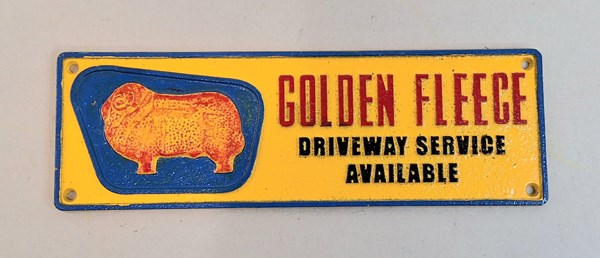 GOLDEN FLEECE
DRIVEWAY SERVICE
AVAILABLE